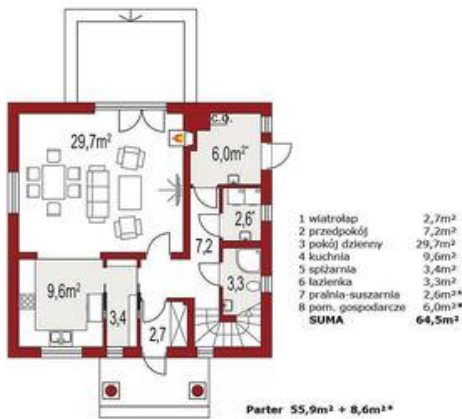 c.o.
29,7m²
6,0m²*
2,6*
7,2
9,6m²
3,3
3,4
2,7
1 wiatrołap 2,7m²
2 przedpokój 7,2m²
3 pokój dzienny 29,7m²
4 kuchnia 9,6m²
5 spiżarnia 3,4m²
6 łazienka 3,3m²
7 pralnia-suszarnia 2,6m²*
8 pom. gospodarcze 6,0m²*
SUMA 64,5m²
Parter 55,9m² + 8,6m²*